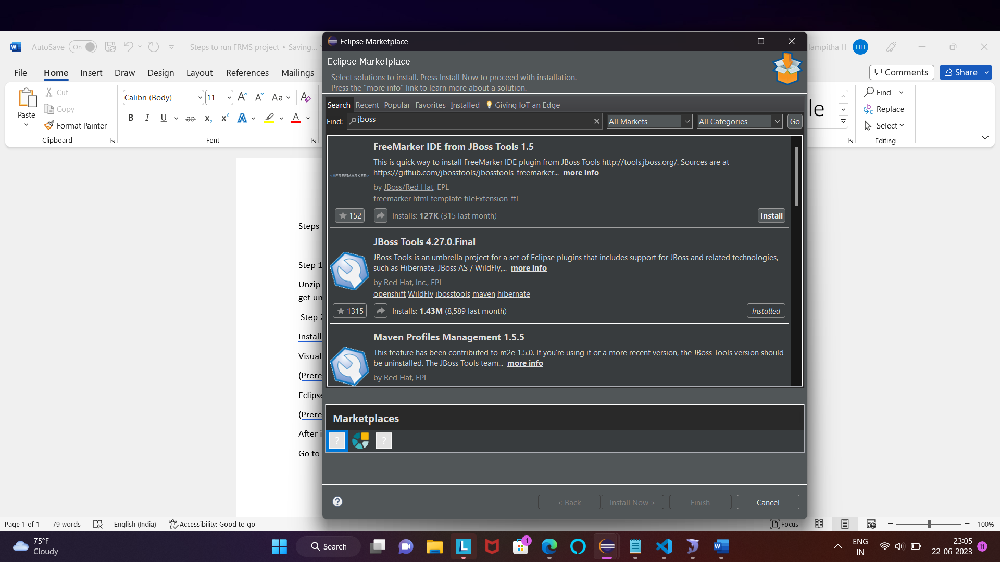 AutoSave On Steps to run FRMS project • Saving...
Hampitha H HH
File Home Insert Draw Design Layout References Mailings
Comments Share
Paste Cut
Copy
Format Painter
Clipboard
Calibri (Body) 11 Aa
B I U ab x₂ x² A A
Font
le
Find
Replace
Select
Editing
Steps
Step 1
Unzip
get un
Step 2
Install
Visual
(Prere
Eclipse
(Prere
After i
Go to
Eclipse Marketplace
Eclipse Marketplace
Select solutions to install. Press Install Now to proceed with installation.
Press the "more info" link to learn more about a solution.
Search Recent Popular Favorites Installed Giving IoT an Edge
Find: jboss All Markets All Categories Go
FreeMarker IDE from JBoss Tools 1.5
<#FREEMARKER>
This is quick way to install FreeMarker IDE plugin from JBoss Tools http://tools.jboss.org/. Sources are at
https://github.com/jbosstools/jbosstools-freemarker... more info
by JBoss/Red Hat, EPL
freemarker html template fileExtension_ftl
152 Installs: 127K (315 last month) Install
JBoss Tools 4.27.0.Final
JBoss Tools is an umbrella project for a set of Eclipse plugins that includes support for JBoss and related technologies,
such as Hibernate, JBoss AS / WildFly,... more info
by Red Hat, Inc., EPL
openshift WildFly jbosstools maven hibernate
1315 Installs: 1.43M (8,589 last month) Installed
Maven Profiles Management 1.5.5
This feature has been contributed to m2e 1.5.0. If you're using it or a more recent version, the JBoss Tools version should
be uninstalled. The JBoss Tools team... more info
by Red Hat, EPL
Marketplaces
? ?
? < Back Install Now > Finish Cancel
Page 1 of 1 79 words English (India) Accessibility: Good to go
Focus 100%
75°F
Cloudy
Search
1
ENG
IN
23:05
22-06-2023
11